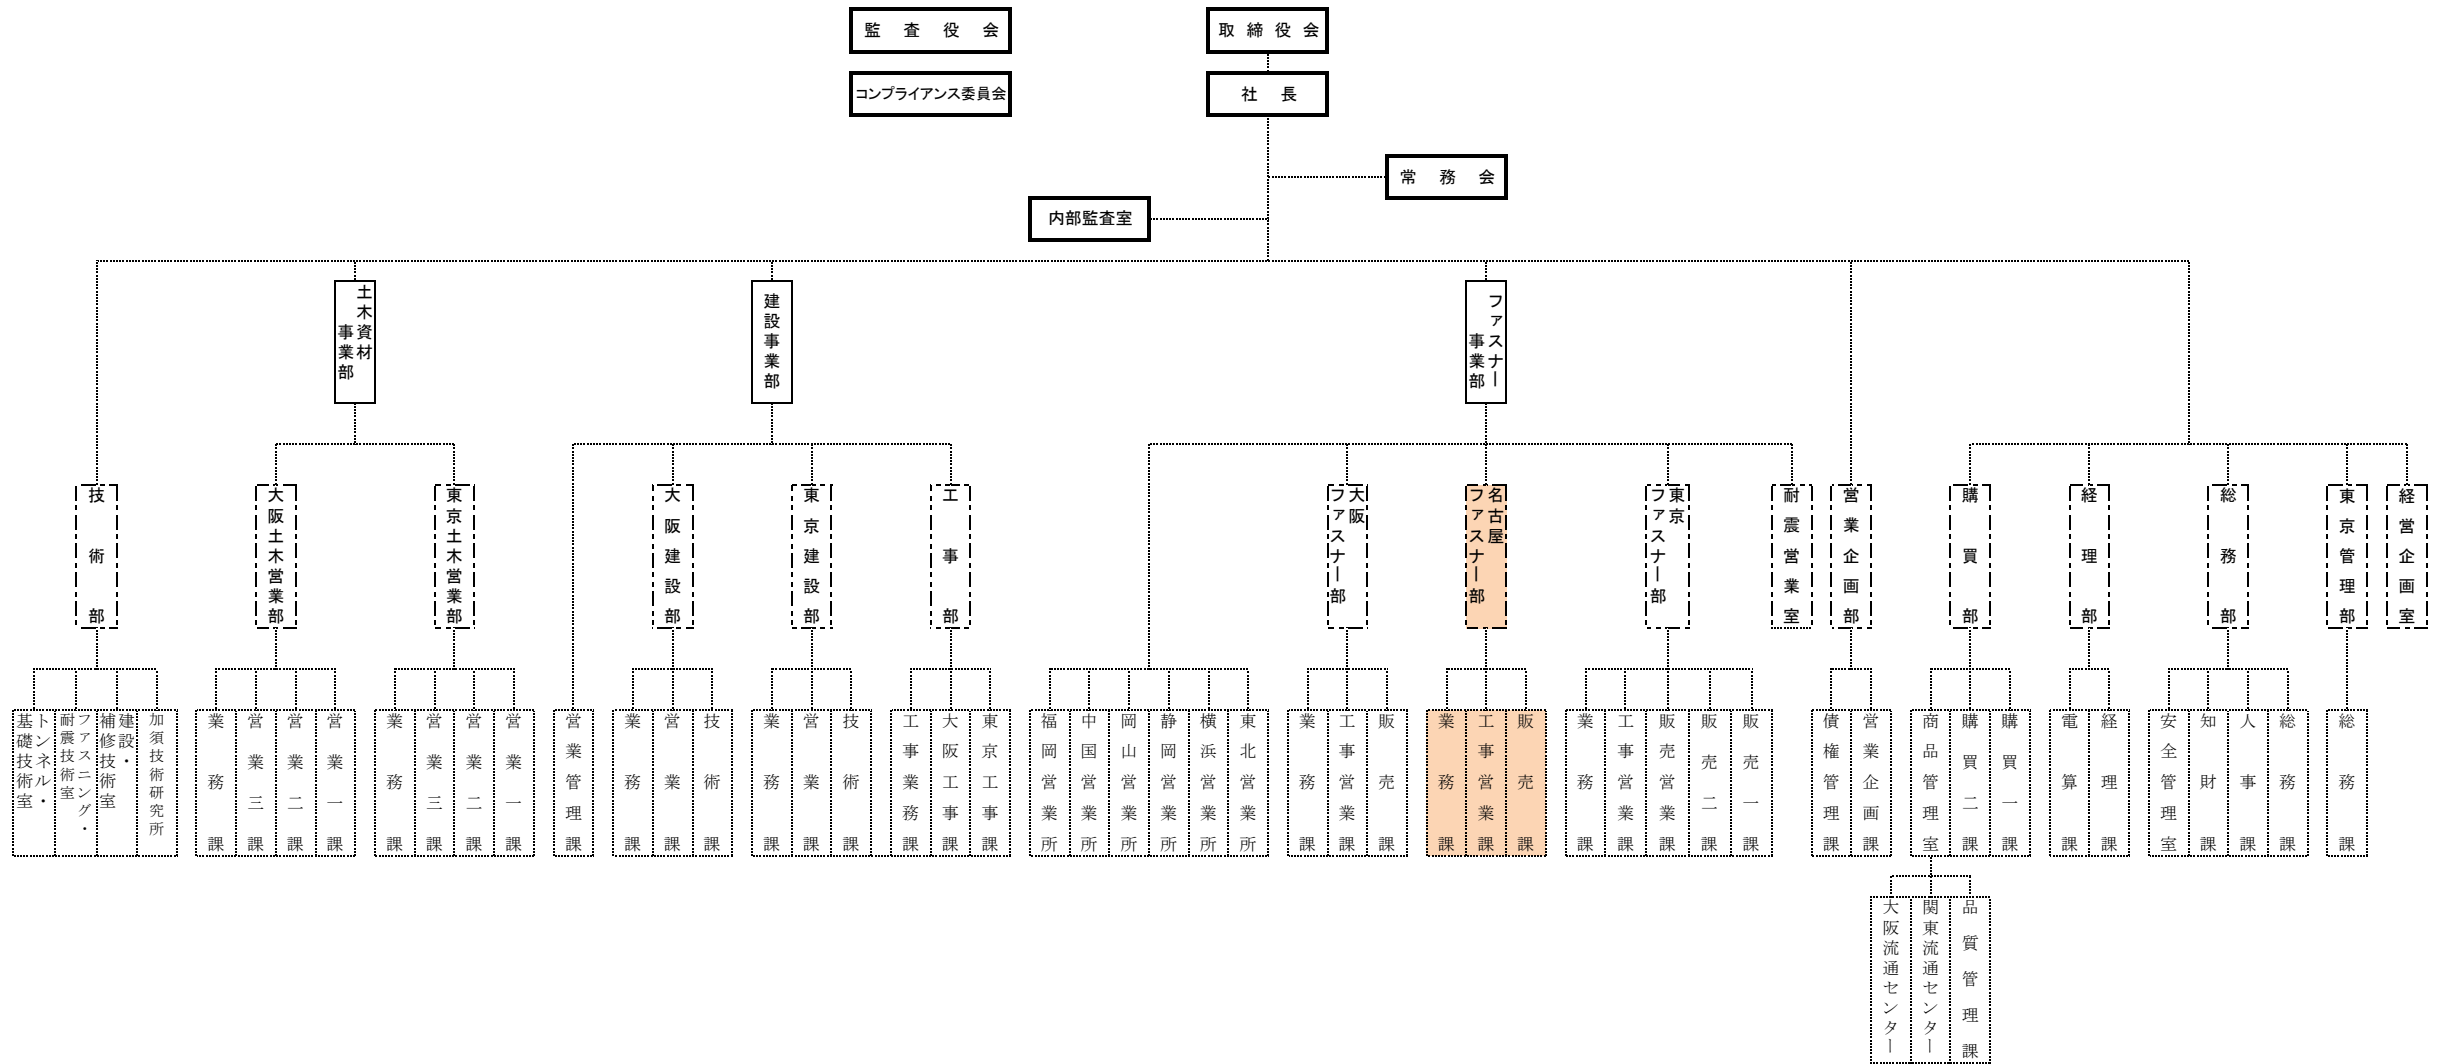 監査役会
取締役会
コンプライアンス委員会
社長
常務会
内部監査室
土木資材
事業部
建設事業部
ファスナー
事業部
技術部
大阪土木営業部
東京土木営業部
大阪建設部
東京建設部
工事部
大阪
ファスナー部
名古屋
ファスナー部
東京
ファスナー部
耐震営業室
営業企画部
購買部
経理部
総務部
東京管理部
経営企画室
トンネル・
基礎技術室
ファスニング・
耐震技術室
建設・
補修技術室
加須技術研究所
業務課
営業三課
営業二課
営業一課
業務課
営業三課
営業二課
営業一課
営業管理課
業務課
営業課
技術課
業務課
営業課
技術課
工事業務課
大阪工事課
東京工事課
福岡営業所
中国営業所
岡山営業所
静岡営業所
横浜営業所
東北営業所
業務課
工事営業課
販売課
業務課
工事営業課
販売課
業務課
工事営業課
販売営業課
販売二課
販売一課
債権管理課
営業企画課
商品管理室
購買二課
購買一課
電算課
経理課
安全管理室
知財課
人事課
総務課
総務課
大阪流通センター
関東流通センター
品質管理課